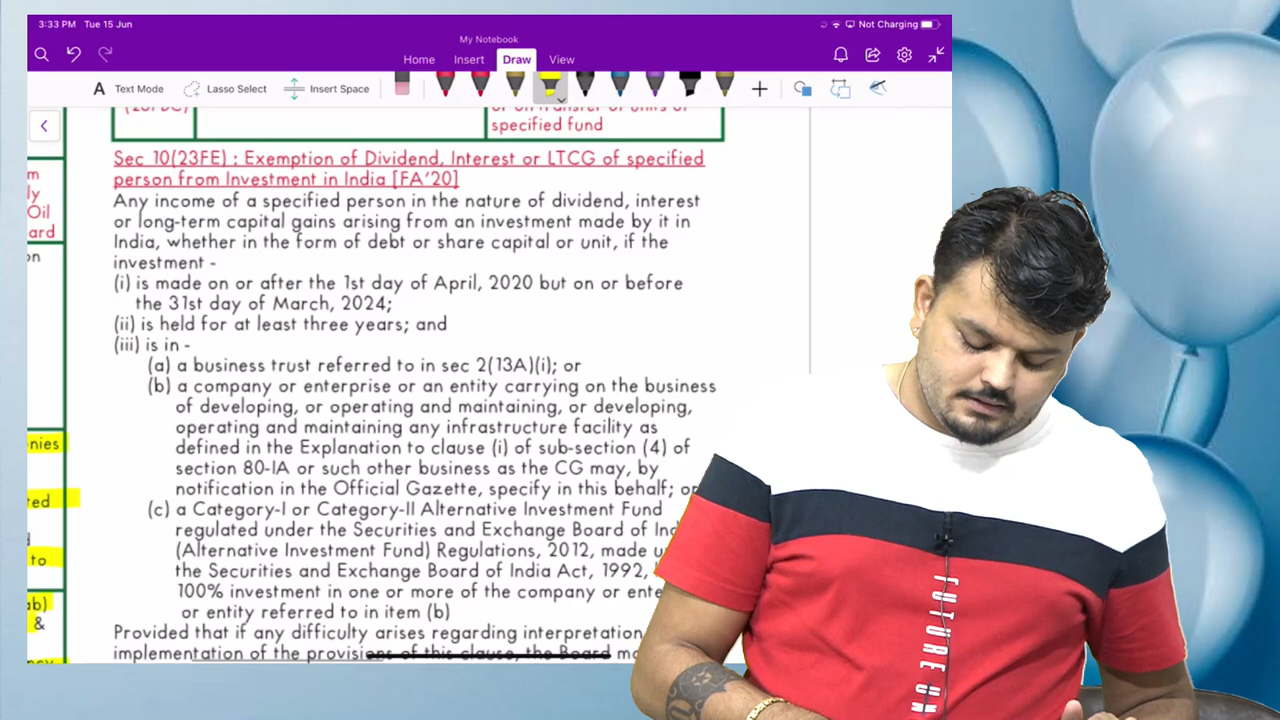 3:33 PM Tue 15 Jun
Not Charging
My Notebook
Home Insert Draw View
A Text Mode Lasso Select Insert Space
specified fund
Sec 10(23FE) : Exemption of Dividend, Interest or LTCG of specified
person from Investment in India [FA'20]
Any income of a specified person in the nature of dividend, interest
or long-term capital gains arising from an investment made by it in
India, whether in the form of debt or share capital or unit, if the
investment -
(i) is made on or after the 1st day of April, 2020 but on or before
the 31st day of March, 2024;
(ii) is held for at least three years; and
(iii) is in -
(a) a business trust referred to in sec 2(13A)(i); or
(b) a company or enterprise or an entity carrying on the business
of developing, or operating and maintaining, or developing,
operating and maintaining any infrastructure facility as
defined in the Explanation to clause (i) of sub-section (4) of
section 80-IA or such other business as the CG may, by
notification in the Official Gazette, specify in this behalf; or
(c) a Category-I or Category-II Alternative Investment Fund
regulated under the Securities and Exchange Board of Ind
(Alternative Investment Fund) Regulations, 2012, made u
the Securities and Exchange Board of India Act, 1992,
100% investment in one or more of the company or ente
or entity referred to in item (b)
Provided that if any difficulty arises regarding interpretation
implementation of the provisions of this clause, the Board
m
ly
Oil
ard
on
nies
ted
to
ab)
&
FUTURE